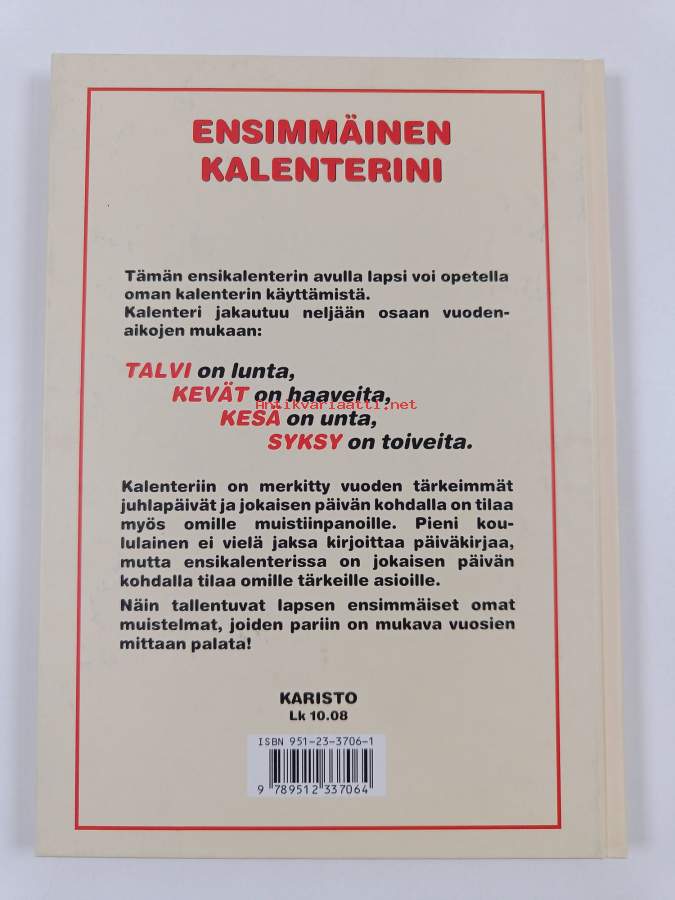 ENSIMMÄINEN
KALENTERINI
Tämän ensikalenterin avulla lapsi voi opetella
oman kalenterin käyttämistä.
Kalenteri jakautuu neljään osaan vuoden-
aikojen mukaan:
TALVI on lunta,
KEVÄT on haaveita,
Antikvariaatti.net
KESÄ on unta,
SYKSY on toiveita.
Kalenteriin on merkitty vuoden tärkeimmät
juhlapäivät ja jokaisen päivän kohdalla on tilaa
myös omille muistiinpanoille. Pieni kou-
lulainen ei vielä jaksa kirjoittaa päiväkirjaa,
mutta ensikalenterissa on jokaisen päivän
kohdalla tilaa omille tärkeille asioille.
Näin tallentuvat lapsen ensimmäiset omat
muistelmat, joiden pariin on mukava vuosien
mittaan palata!
KARISTO
Lk 10.08
ISBN 951-23-3706-1
9 789512 337064